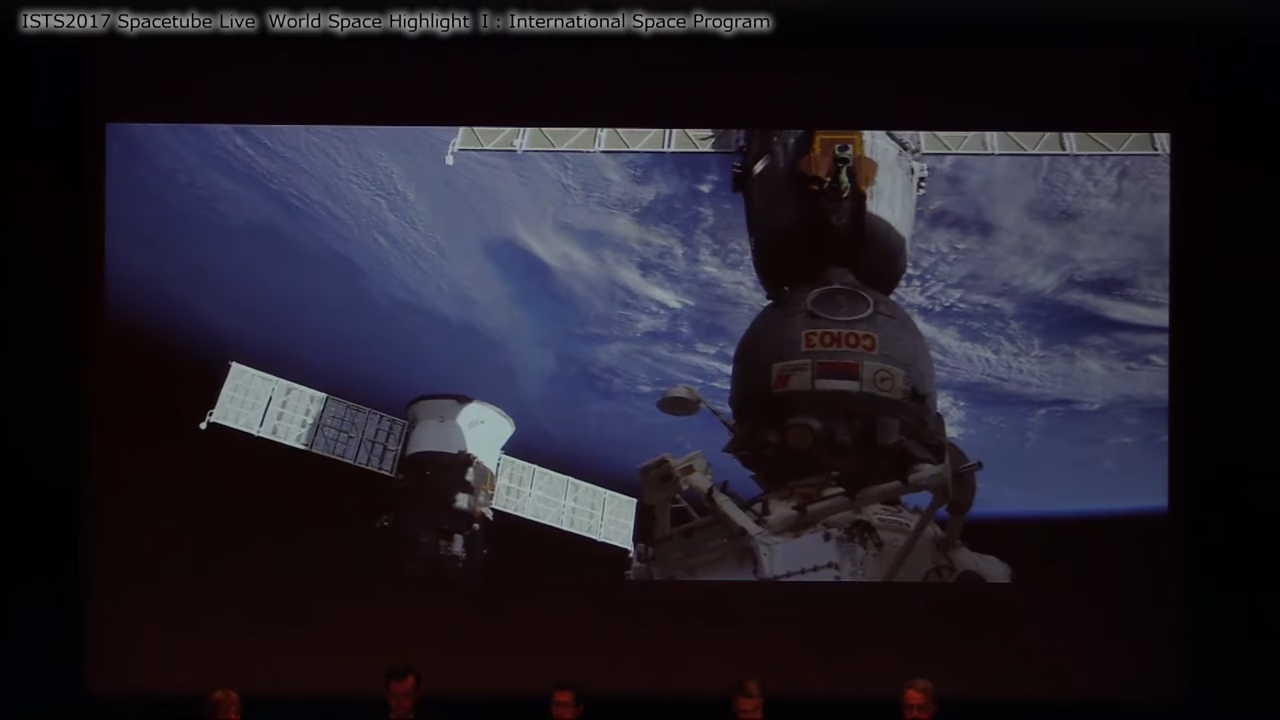 ISTS2017 Spacetube Live World Space Highlight I : International Space Program
СОЮЗ